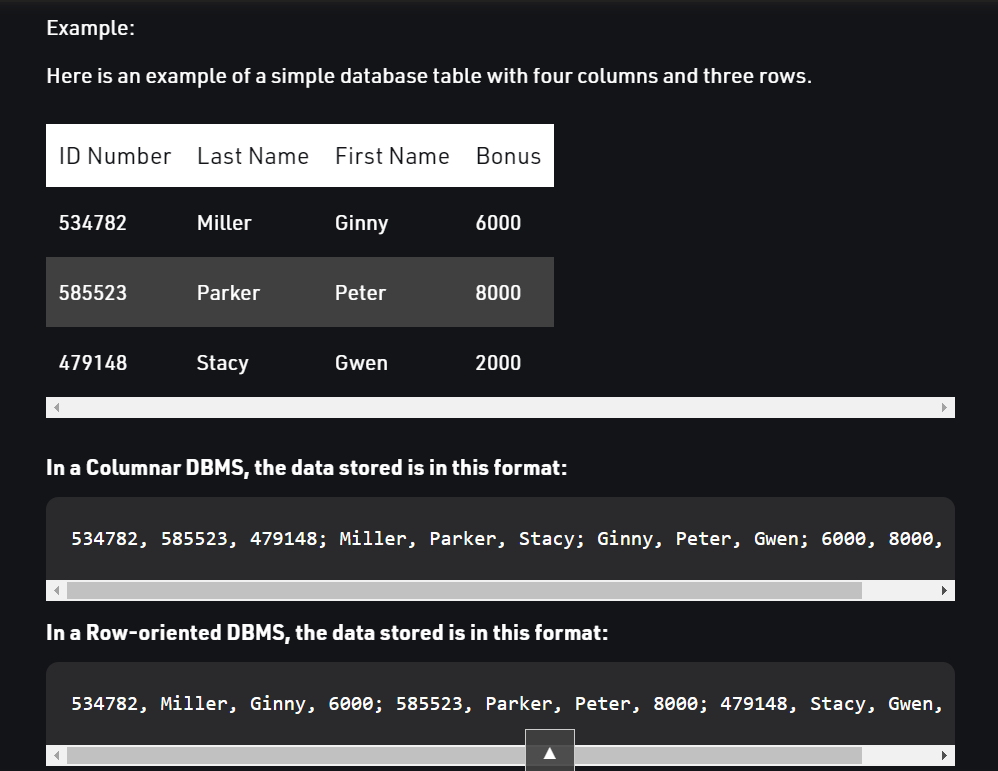 Example:
Here is an example of a simple database table with four columns and three rows.
ID Number Last Name First Name Bonus
534782 Miller Ginny 6000
585523 Parker Peter 8000
479148 Stacy Gwen 2000
In a Columnar DBMS, the data stored is in this format:
534782, 585523, 479148; Miller, Parker, Stacy; Ginny, Peter, Gwen; 6000, 8000,
In a Row-oriented DBMS, the data stored is in this format:
534782, Miller, Ginny, 6000; 585523, Parker, Peter, 8000; 479148, Stacy, Gwen,